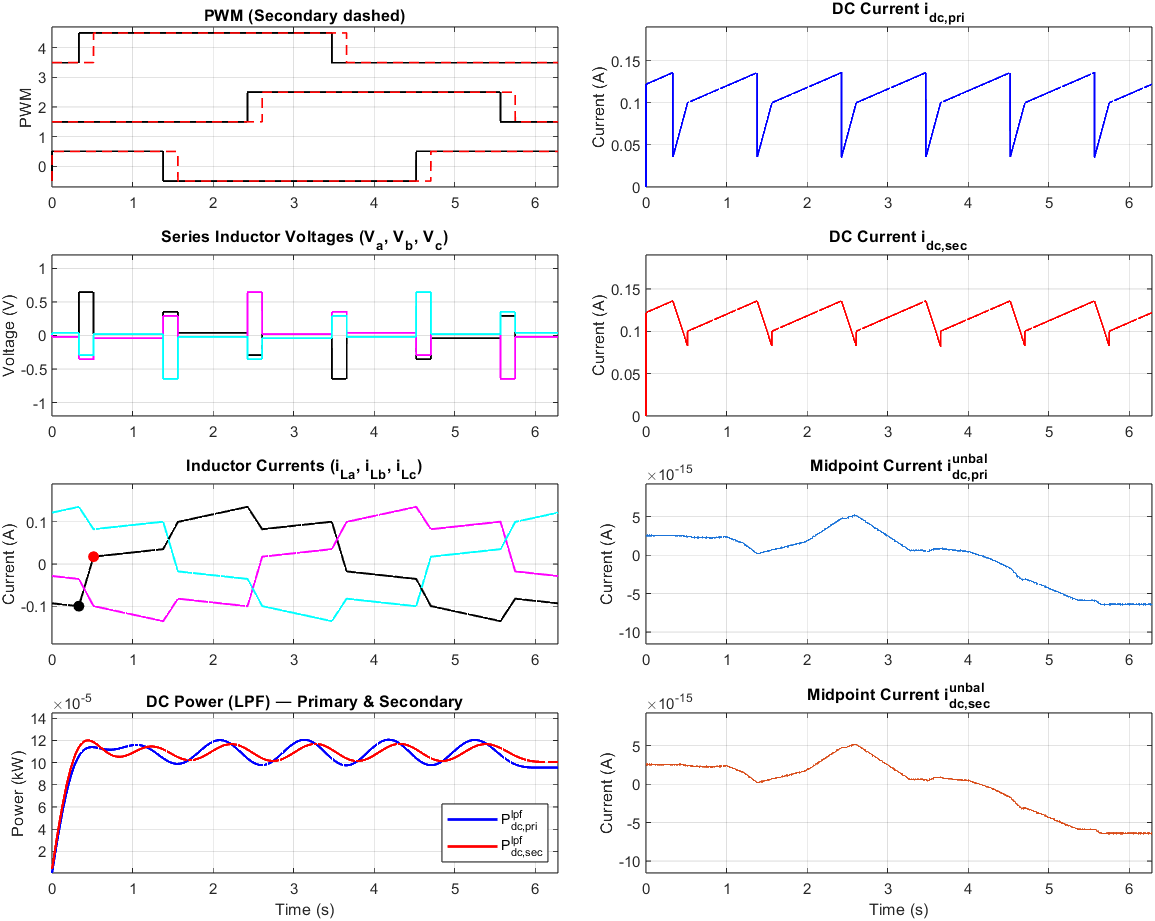 PWM (Secondary dashed)
PWM
4
3
2
1
0
0 1 2 3 4 5 6
DC Current i_dc,pri
Current (A)
0.15
0.1
0.05
0
0 1 2 3 4 5 6
Series Inductor Voltages (V_a, V_b, V_c)
Voltage (V)
1
0.5
0
-0.5
-1
0 1 2 3 4 5 6
DC Current i_dc,sec
Current (A)
0.15
0.1
0.05
0
0 1 2 3 4 5 6
Inductor Currents (i_La, i_Lb, i_Lc)
Current (A)
0.1
0
-0.1
0 1 2 3 4 5 6
Midpoint Current i^unbal_dc,pri
×10^-15
Current (A)
5
0
-5
-10
0 1 2 3 4 5 6
DC Power (LPF) — Primary & Secondary
×10^-5
Power (kW)
14
12
10
8
6
4
2
P^lpf_dc,pri
P^lpf_dc,sec
0 1 2 3 4 5 6
Time (s)
Midpoint Current i^unbal_dc,sec
×10^-15
Current (A)
5
0
-5
-10
0 1 2 3 4 5 6
Time (s)